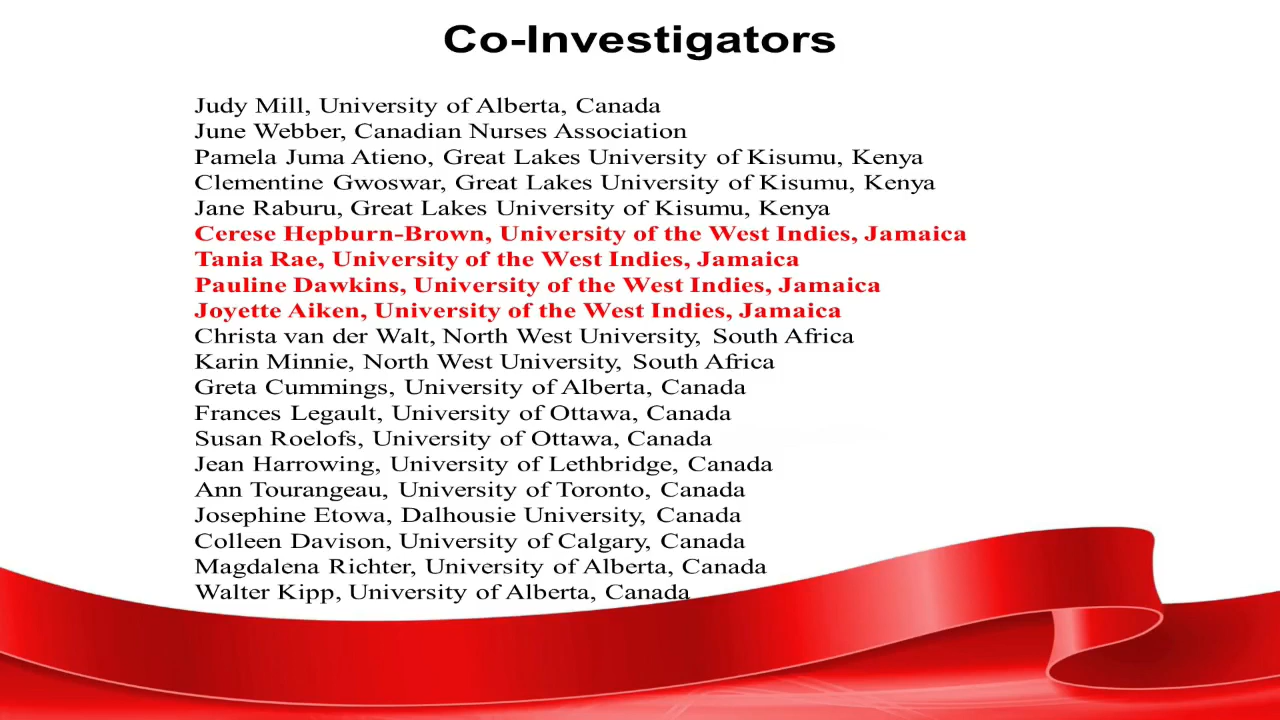 Co-Investigators
Judy Mill, University of Alberta, Canada
June Webber, Canadian Nurses Association
Pamela Juma Atieno, Great Lakes University of Kisumu, Kenya
Clementine Gwoswar, Great Lakes University of Kisumu, Kenya
Jane Raburu, Great Lakes University of Kisumu, Kenya
Cerese Hepburn-Brown, University of the West Indies, Jamaica
Tania Rae, University of the West Indies, Jamaica
Pauline Dawkins, University of the West Indies, Jamaica
Joyette Aiken, University of the West Indies, Jamaica
Christa van der Walt, North West University, South Africa
Karin Minnie, North West University, South Africa
Greta Cummings, University of Alberta, Canada
Frances Legault, University of Ottawa, Canada
Susan Roelofs, University of Ottawa, Canada
Jean Harrowing, University of Lethbridge, Canada
Ann Tourangeau, University of Toronto, Canada
Josephine Etowa, Dalhousie University, Canada
Colleen Davison, University of Calgary, Canada
Magdalena Richter, University of Alberta, Canada
Walter Kipp, University of Alberta, Canada